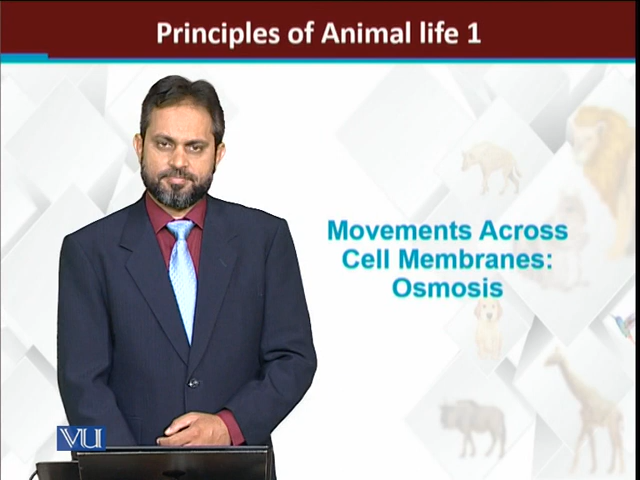 Principles of Animal life 1
Movements Across
Cell Membranes:
Osmosis
VU